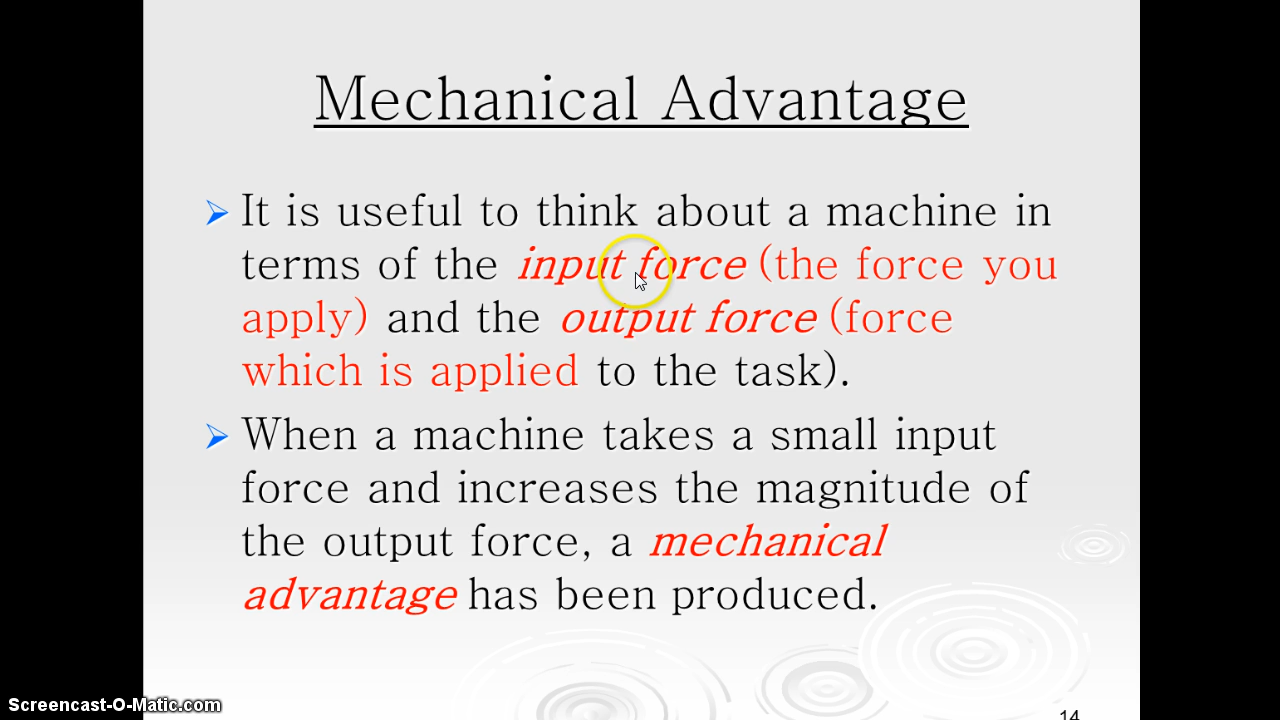 Mechanical Advantage
It is useful to think about a machine in
terms of the input force (the force you
apply) and the output force (force
which is applied to the task).
When a machine takes a small input
force and increases the magnitude of
the output force, a mechanical
advantage has been produced.
Screencast-O-Matic.com
14